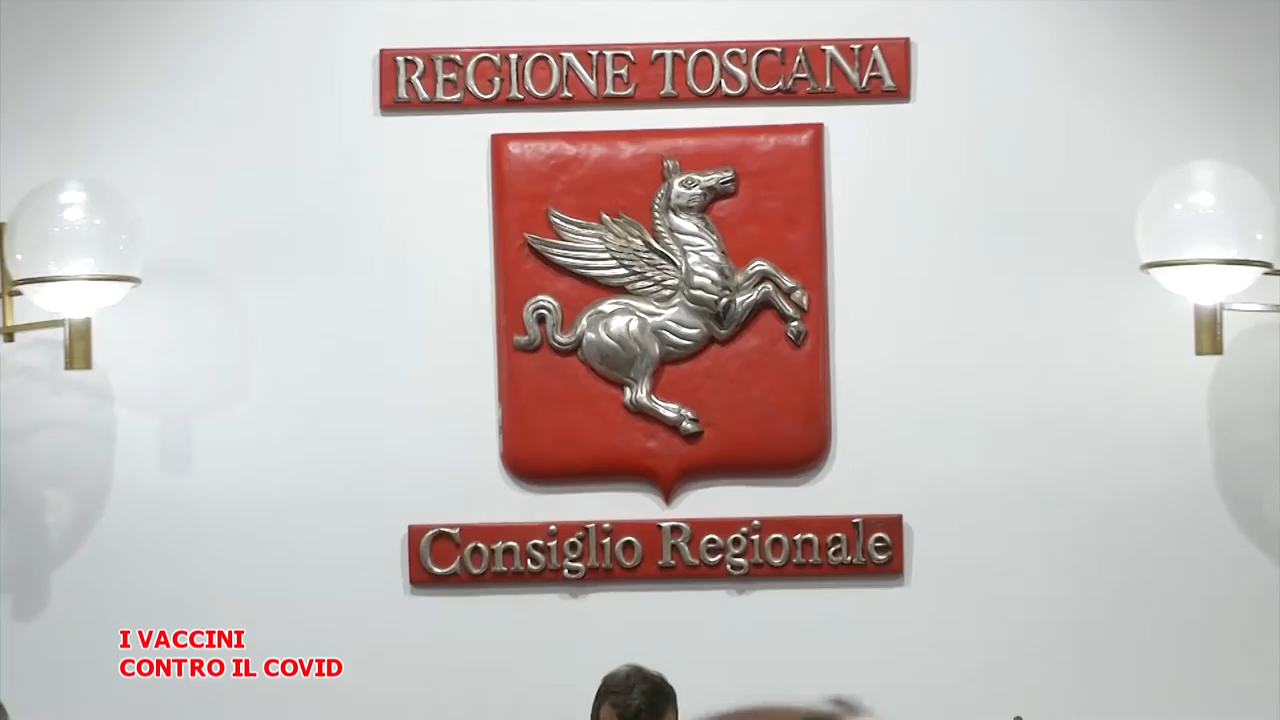 REGIONE TOSCANA
Consiglio Regionale
I VACCINI
CONTRO IL COVID